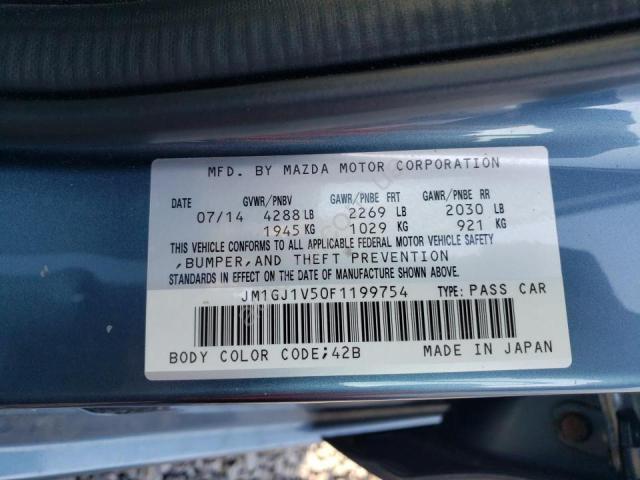 MFD. BY MAZDA MOTOR CORPORATION
DATE GVWR/PNBV GAWR/PNBE FRT GAWR/PNBE RR
07/14 4288 LB 2269 LB 2030 LB
1945 KG 1029 KG 921 KG
THIS VEHICLE CONFORMS TO ALL APPLICABLE FEDERAL MOTOR VEHICLE SAFETY
,BUMPER,AND THEFT PREVENTION
STANDARDS IN EFFECT ON THE DATE OF MANUFACTURE SHOWN ABOVE.
JM1GJ1V50F1199754 TYPE: PASS CAR
BODY COLOR CODE;42B MADE IN JAPAN